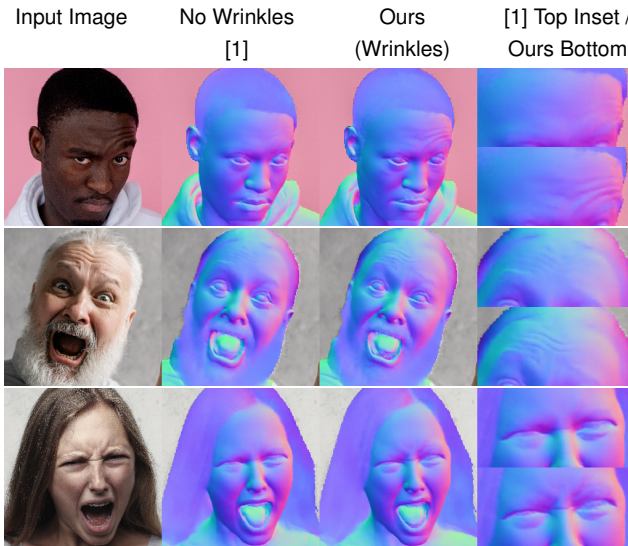 Input Image
No Wrinkles
[1]
Ours
(Wrinkles)
[1] Top Inset /
Ours Bottom